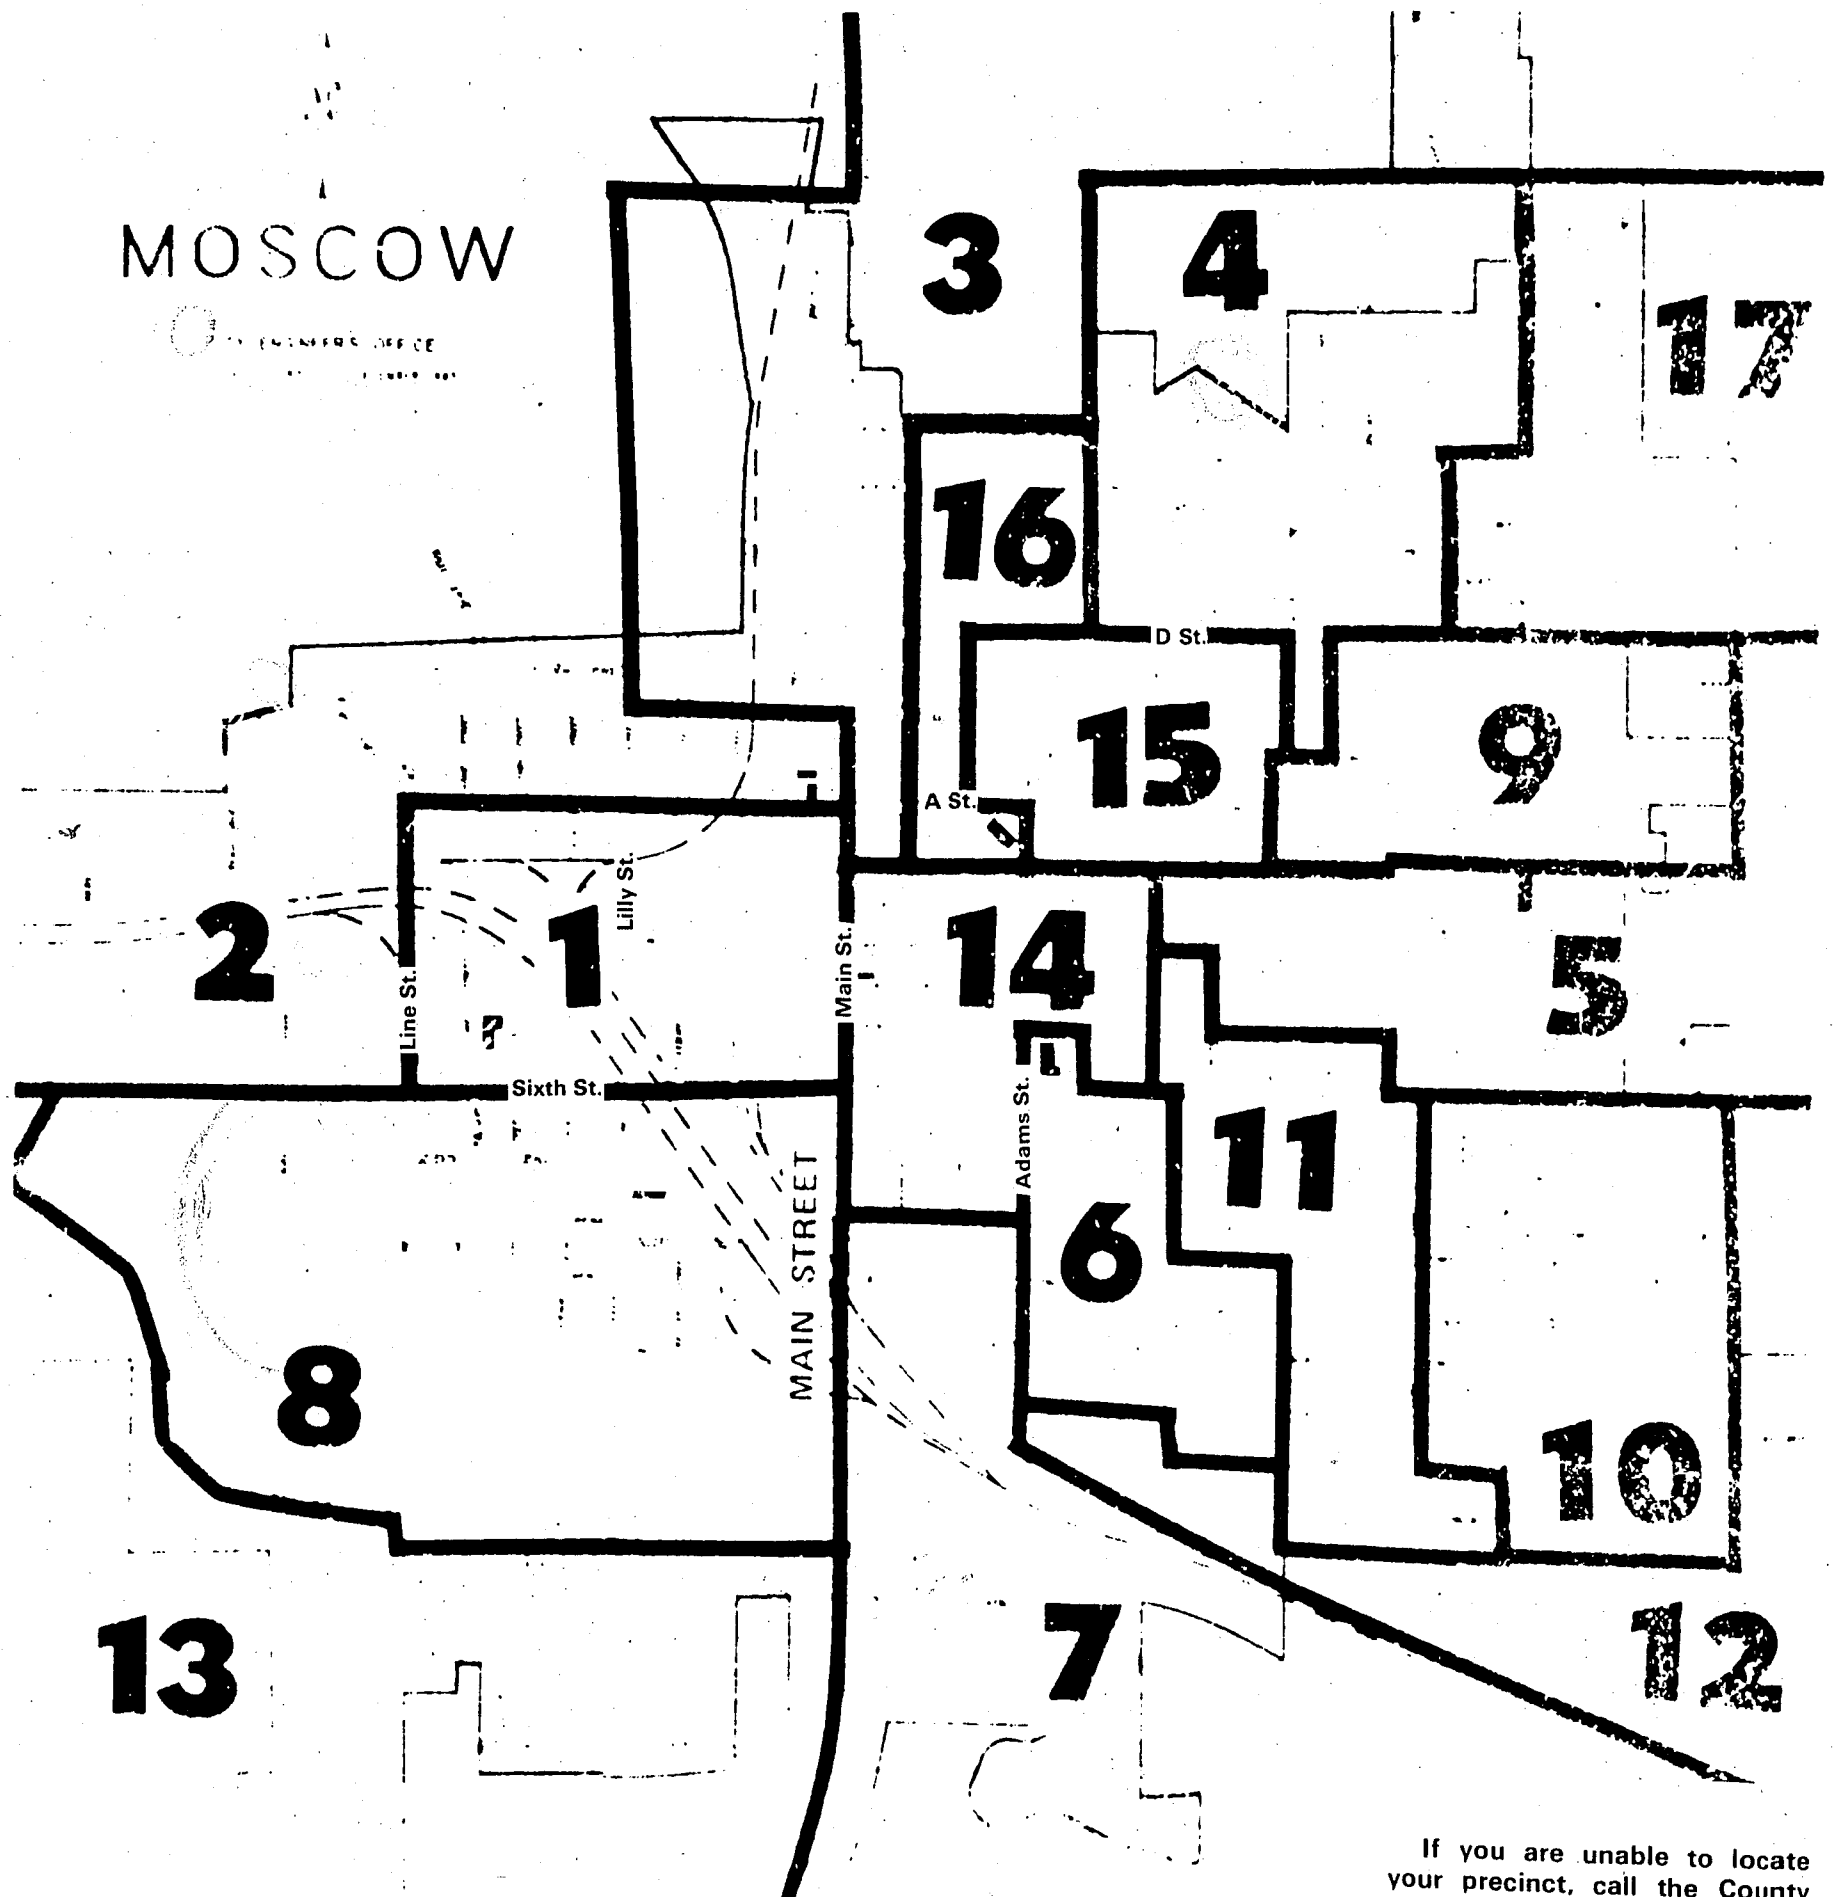 MOSCOW
ENGINEER'S OFFICE
3
4
17
16
D St.
15
9
A St.
Lilly St.
2
1
Main St.
14
5
Line St.
Sixth St.
Adams St.
11
MAIN STREET
6
8
10
13
7
12
If you are unable to locate
your precinct, call the County